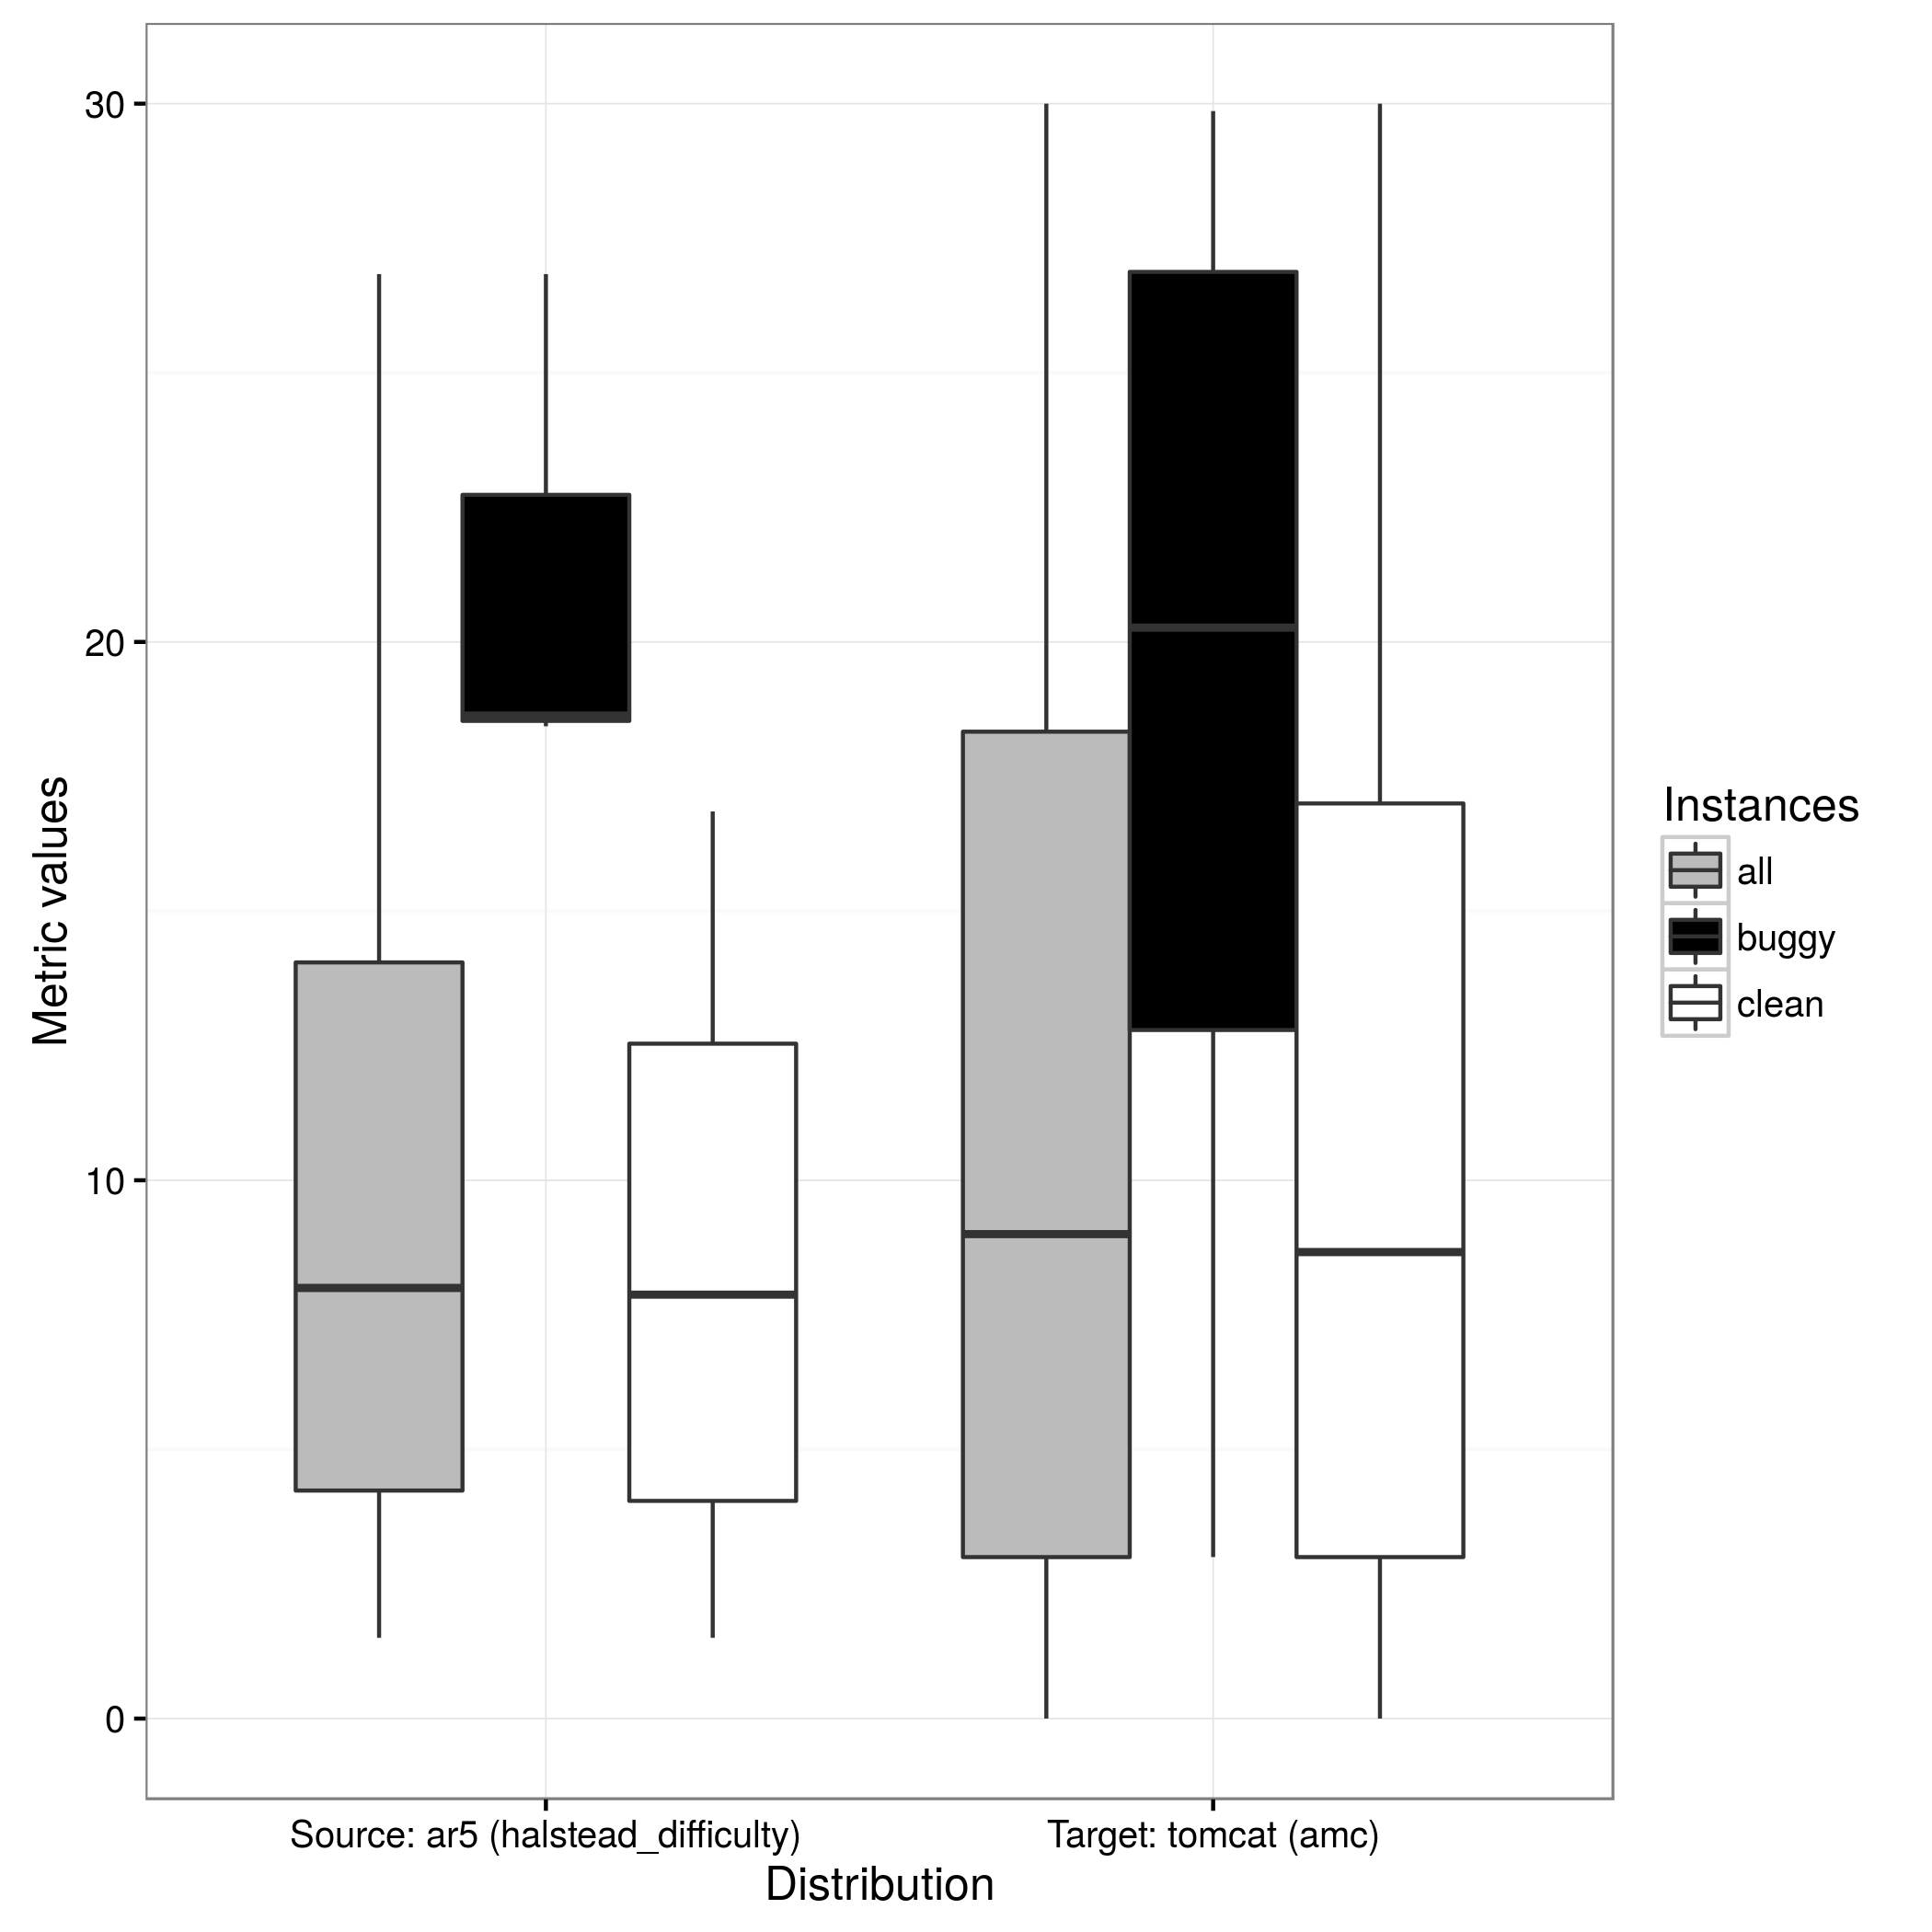 30
20
10
0
Metric values
Source: ar5 (halstead_difficulty)
Target: tomcat (amc)
Distribution
Instances
all
buggy
clean